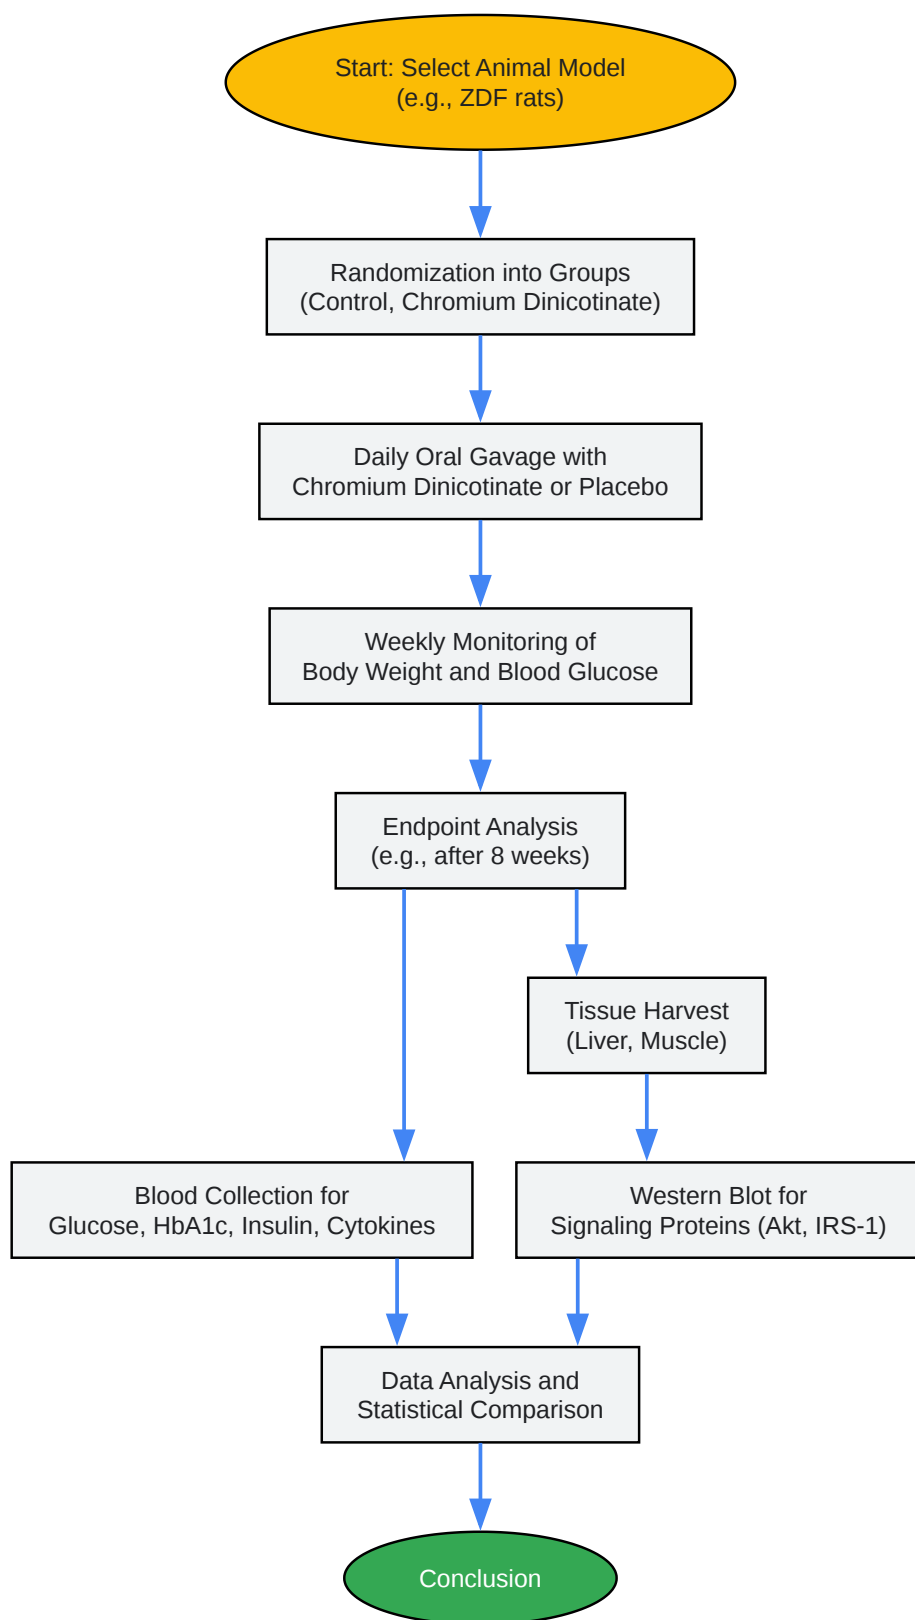 Start: Select Animal Model
(e.g., ZDF rats)
Randomization into Groups
(Control, Chromium Dinicotinate)
Daily Oral Gavage with
Chromium Dinicotinate or Placebo
Weekly Monitoring of
Body Weight and Blood Glucose
Endpoint Analysis
(e.g., after 8 weeks)
Tissue Harvest
(Liver, Muscle)
Blood Collection for
Glucose, HbA1c, Insulin, Cytokines
Western Blot for
Signaling Proteins (Akt, IRS-1)
Data Analysis and
Statistical Comparison
Conclusion